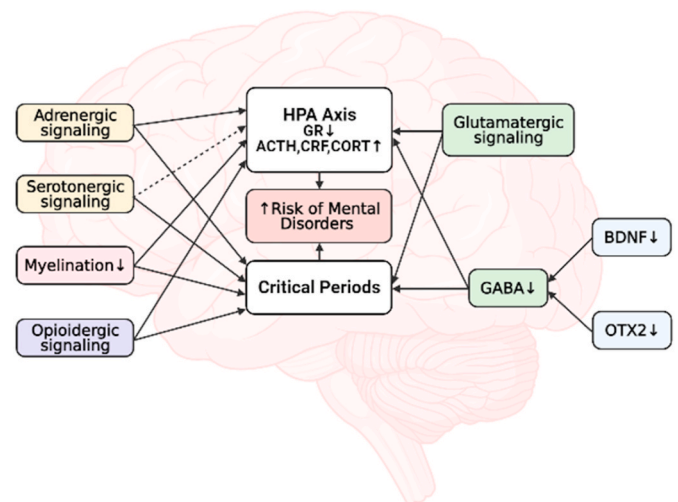 Adrenergic
signaling
Serotonergic
signaling
Myelination↓
Opioidergic
signaling
HPA Axis
GR↓
ACTH,CRF,CORT↑
↑Risk of Mental
Disorders
Critical Periods
Glutamatergic
signaling
GABA↓
BDNF↓
OTX2↓